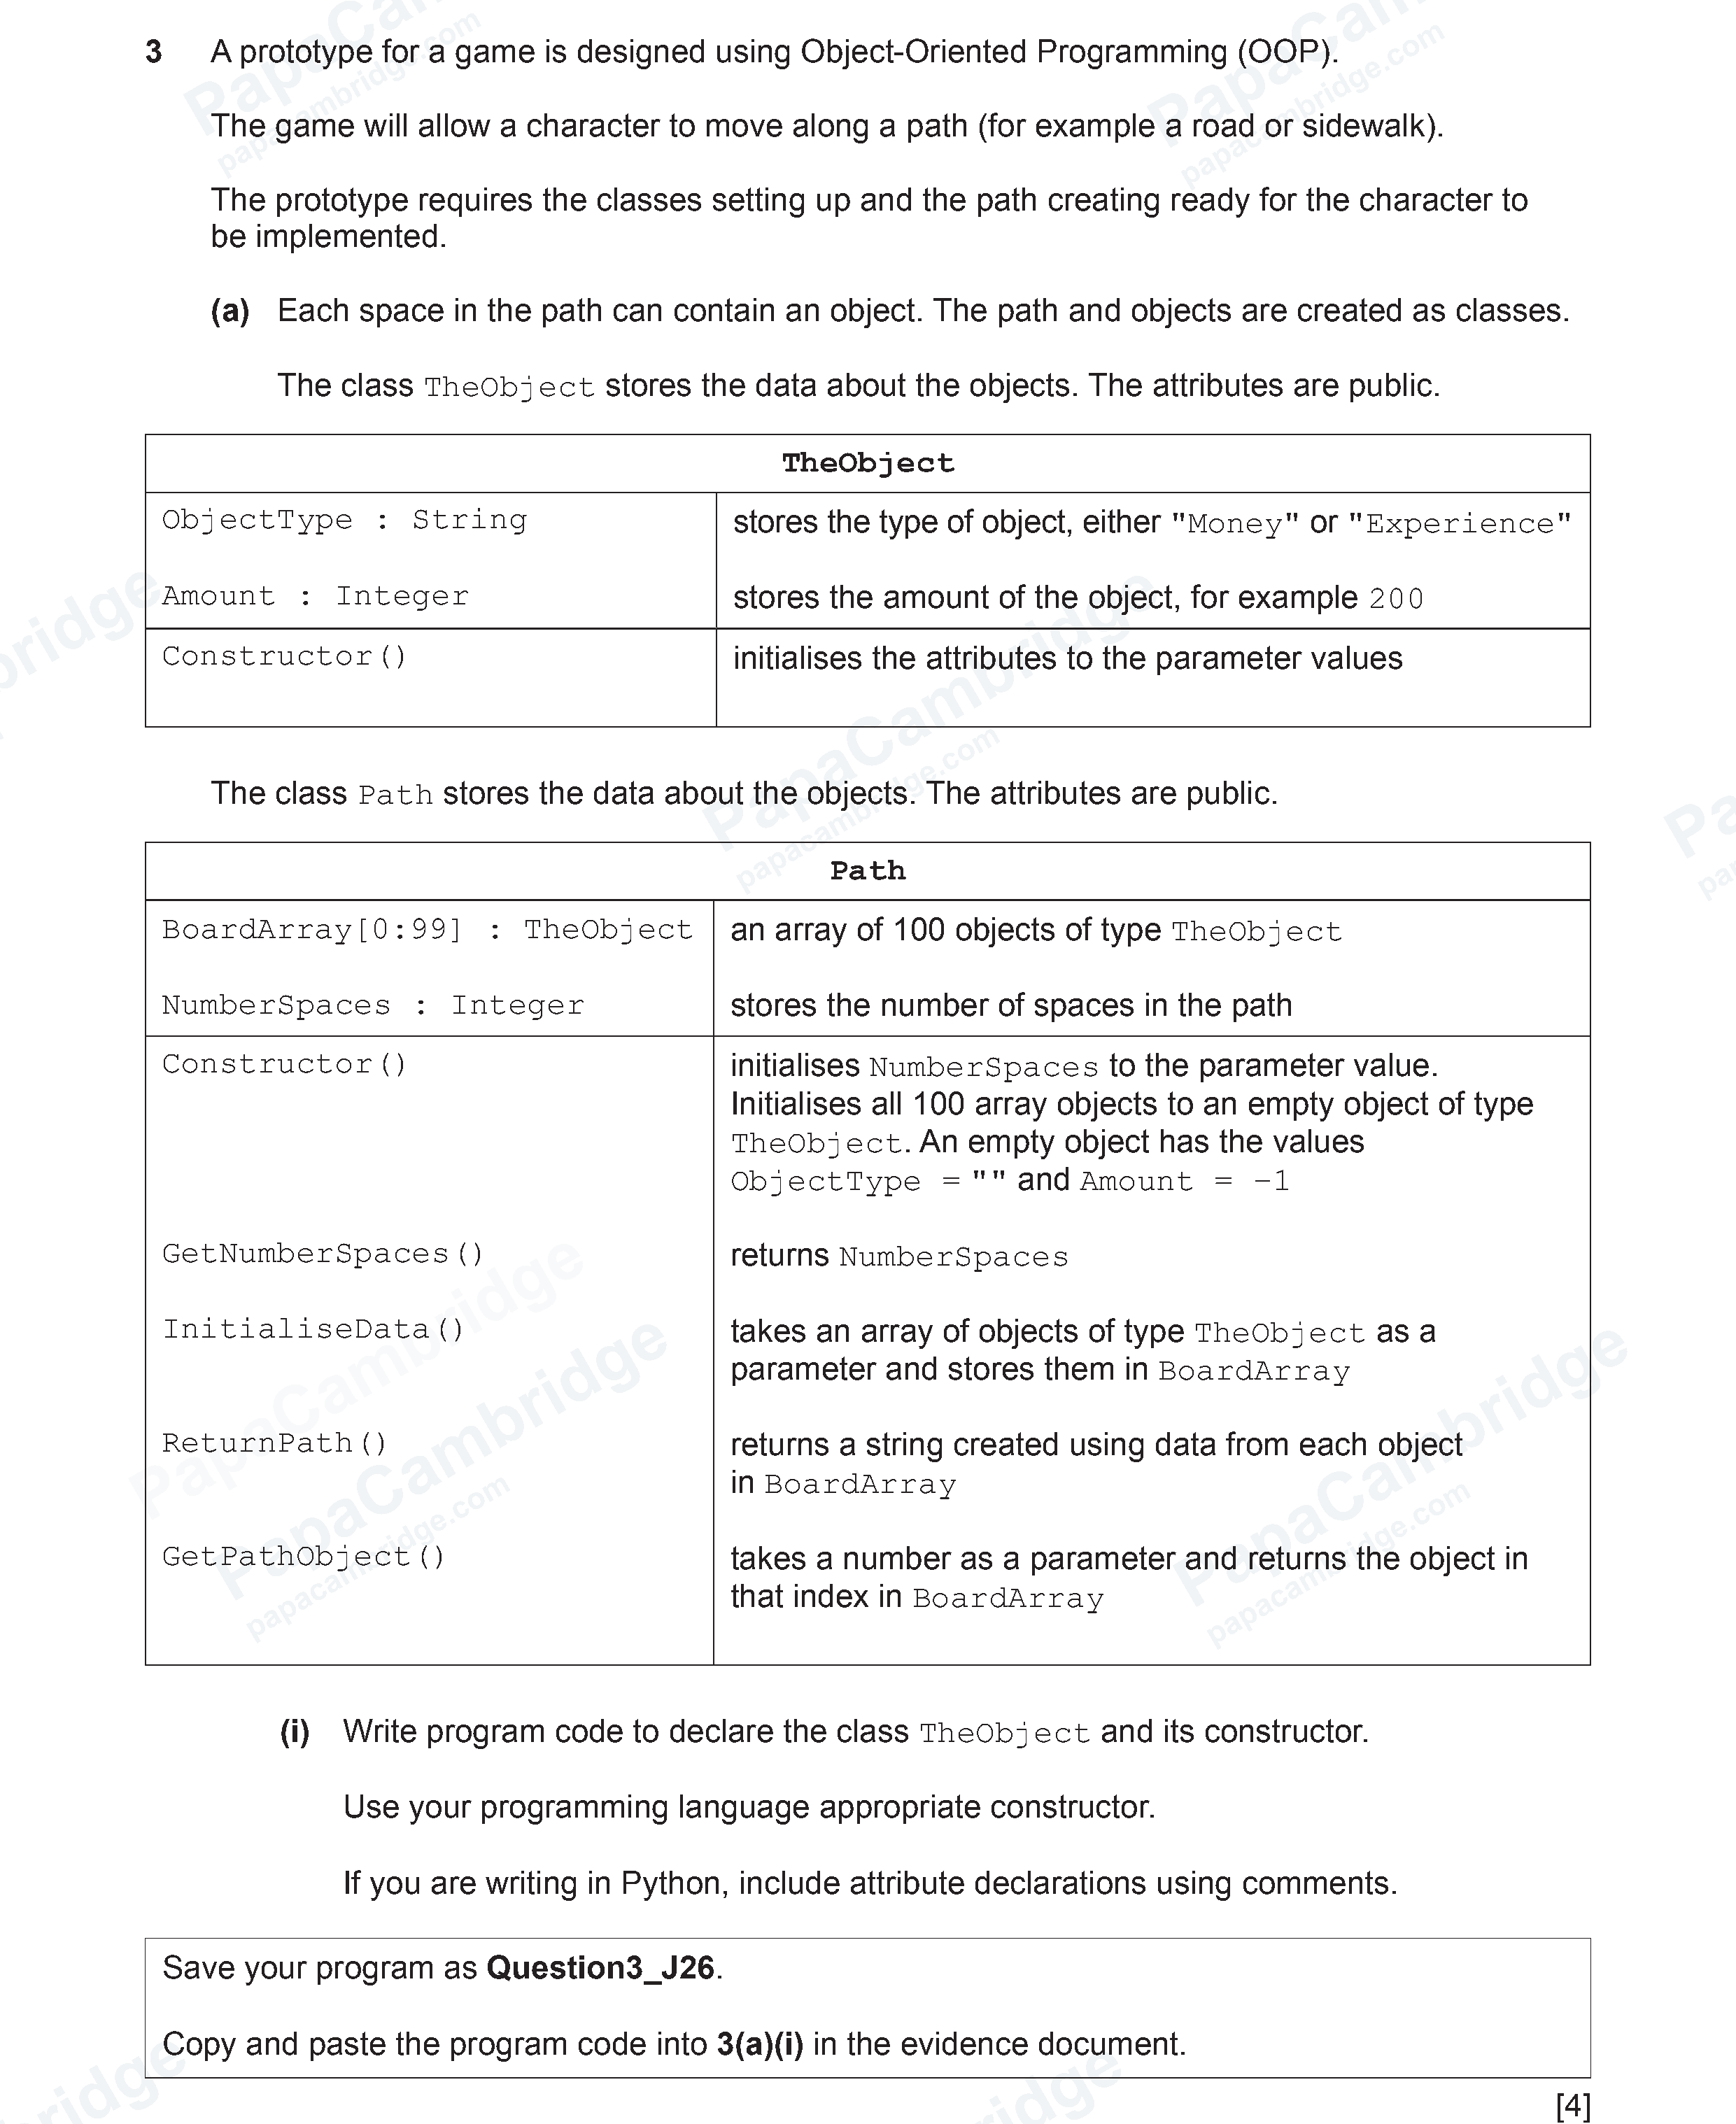 3 A prototype for a game is designed using Object-Oriented Programming (OOP).
The game will allow a character to move along a path (for example a road or sidewalk).
The prototype requires the classes setting up and the path creating ready for the character to
be implemented.
(a) Each space in the path can contain an object. The path and objects are created as classes.
The class TheObject stores the data about the objects. The attributes are public.
TheObject
ObjectType : String stores the type of object, either "Money" or "Experience"
Amount : Integer stores the amount of the object, for example 200
Constructor() initialises the attributes to the parameter values
The class Path stores the data about the objects. The attributes are public.
Path
BoardArray[0:99] : TheObject an array of 100 objects of type TheObject
NumberSpaces : Integer stores the number of spaces in the path
Constructor() initialises NumberSpaces to the parameter value.
Initialises all 100 array objects to an empty object of type
TheObject. An empty object has the values
ObjectType = "" and Amount = -1
GetNumberSpaces() returns NumberSpaces
InitialiseData() takes an array of objects of type TheObject as a
parameter and stores them in BoardArray
ReturnPath() returns a string created using data from each object
in BoardArray
GetPathObject() takes a number as a parameter and returns the object in
that index in BoardArray
(i) Write program code to declare the class TheObject and its constructor.
Use your programming language appropriate constructor.
If you are writing in Python, include attribute declarations using comments.
Save your program as Question3_J26.
Copy and paste the program code into 3(a)(i) in the evidence document.
[4]
PapaCambridge
papacambridge.com